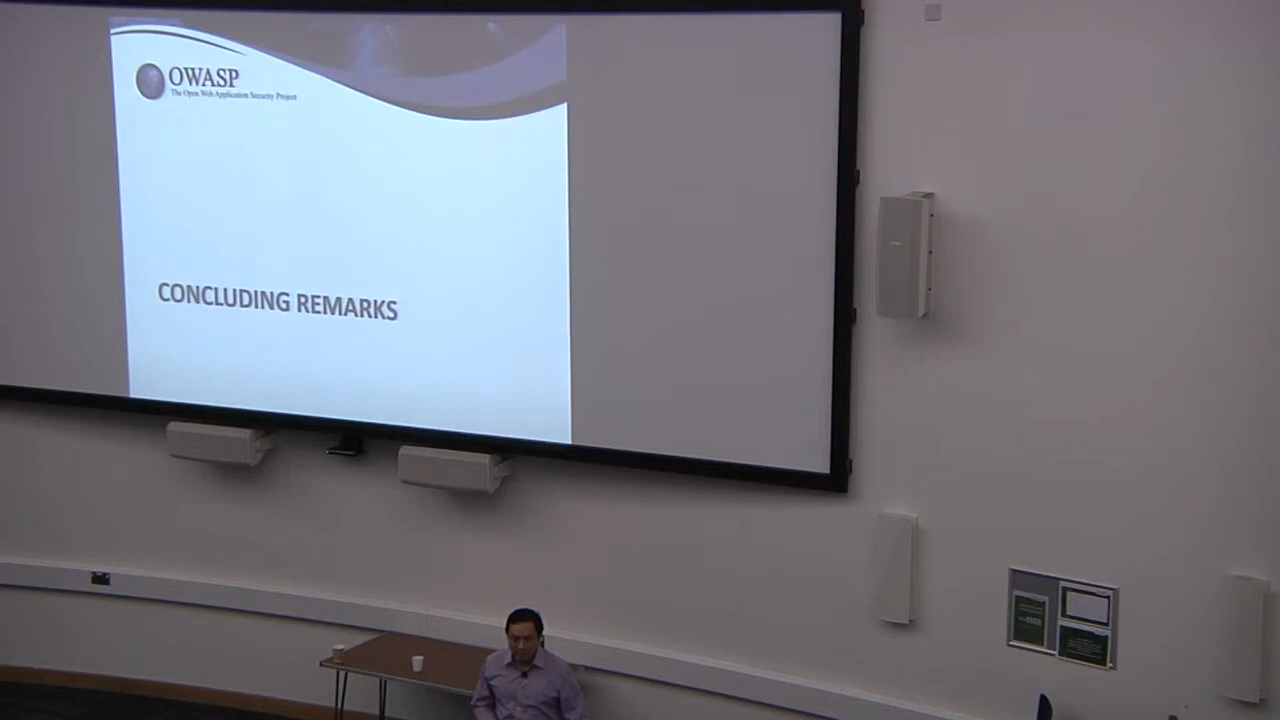 OWASP
The Open Web Application Security Project
CONCLUDING REMARKS